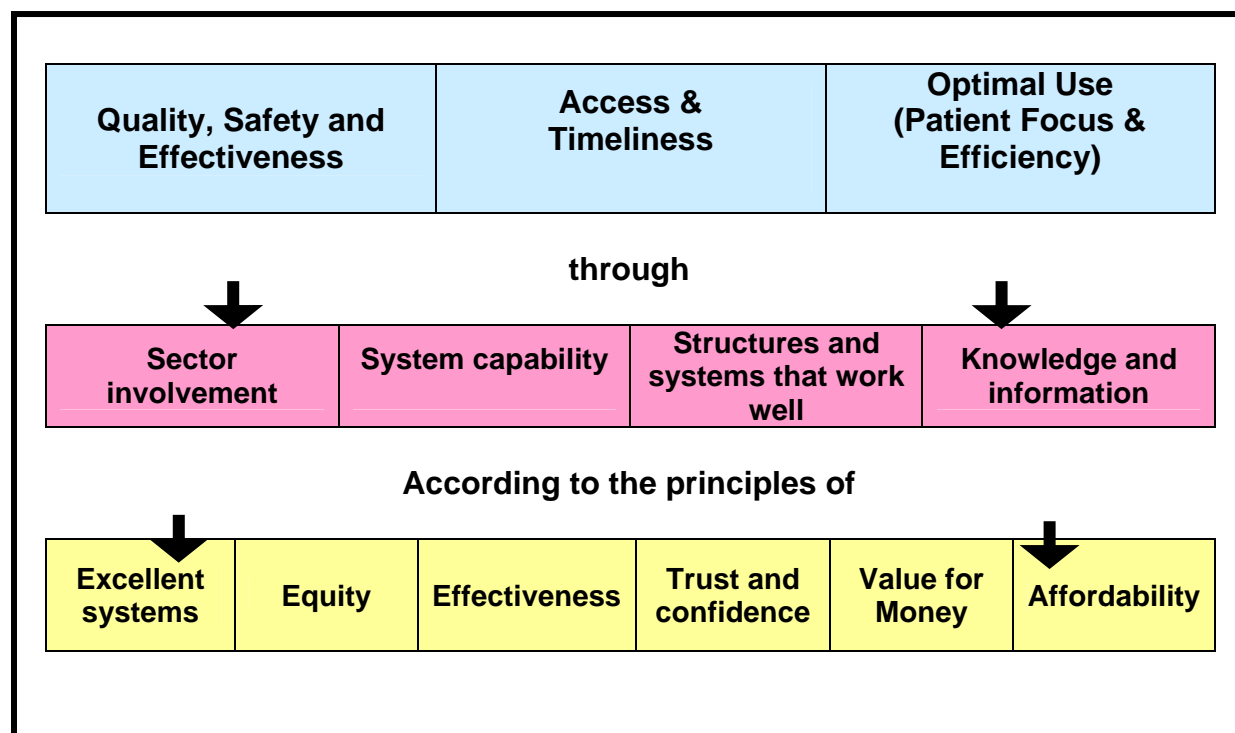 Quality, Safety and
Effectiveness
Access &
Timeliness
Optimal Use
(Patient Focus &
Efficiency)
through
Sector
involvement
System capability
Structures and
systems that work
well
Knowledge and
information
According to the principles of
Excellent
systems
Equity
Effectiveness
Trust and
confidence
Value for
Money
Affordability